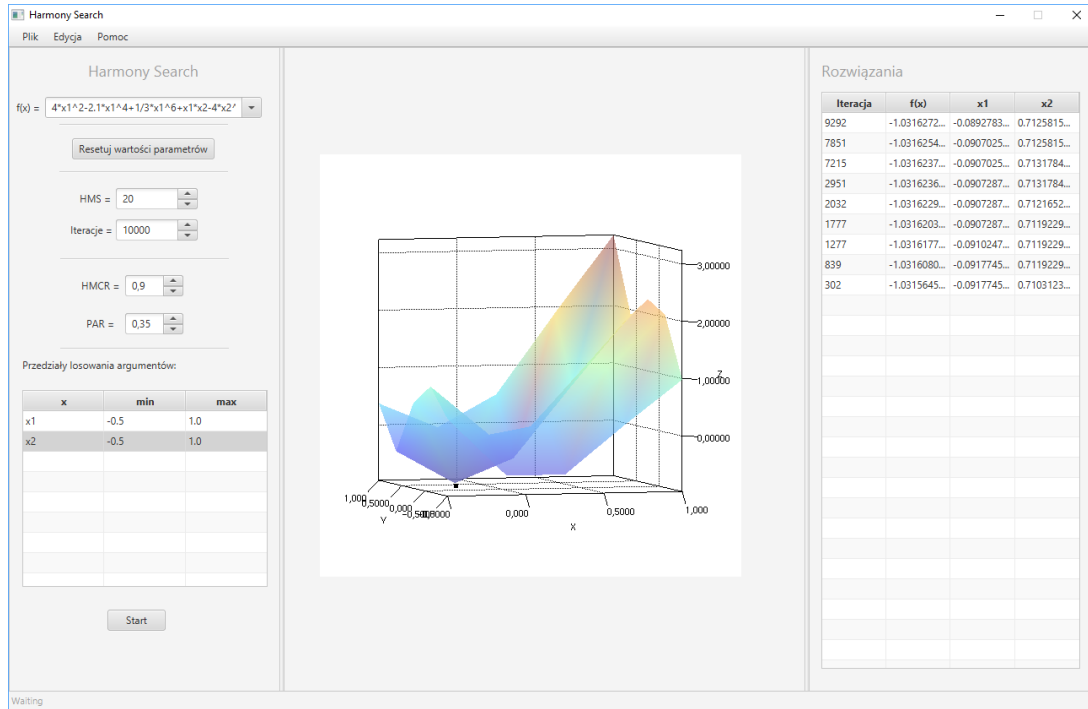 Harmony Search
Plik Edycja Pomoc
Harmony Search
f(x) = 4*x1^2-2.1*x1^4+1/3*x1^6+x1*x2-4*x2^
Resetuj wartości parametrów
HMS = 20
Iteracje = 10000
HMCR = 0,9
PAR = 0,35
Przedziały losowania argumentów:
x min max
x1 -0.5 1.0
x2 -0.5 1.0
Start
3,00000
2,00000
Z
1,00000
0,00000
1,000
0,5000
0,000
Y
0,000
0,5000
1,000
X
Rozwiązania
Iteracja f(x) x1 x2
9292 -1.0316272... -0.0892783... 0.7125815...
7851 -1.0316254... -0.0907025... 0.7125815...
7215 -1.0316237... -0.0907025... 0.7131784...
2951 -1.0316236... -0.0907287... 0.7131784...
2032 -1.0316229... -0.0907287... 0.7121652...
1777 -1.0316203... -0.0907287... 0.7119229...
1277 -1.0316177... -0.0910247... 0.7119229...
839 -1.0316080... -0.0917745... 0.7119229...
302 -1.0315645... -0.0917745... 0.7103123...
Waiting